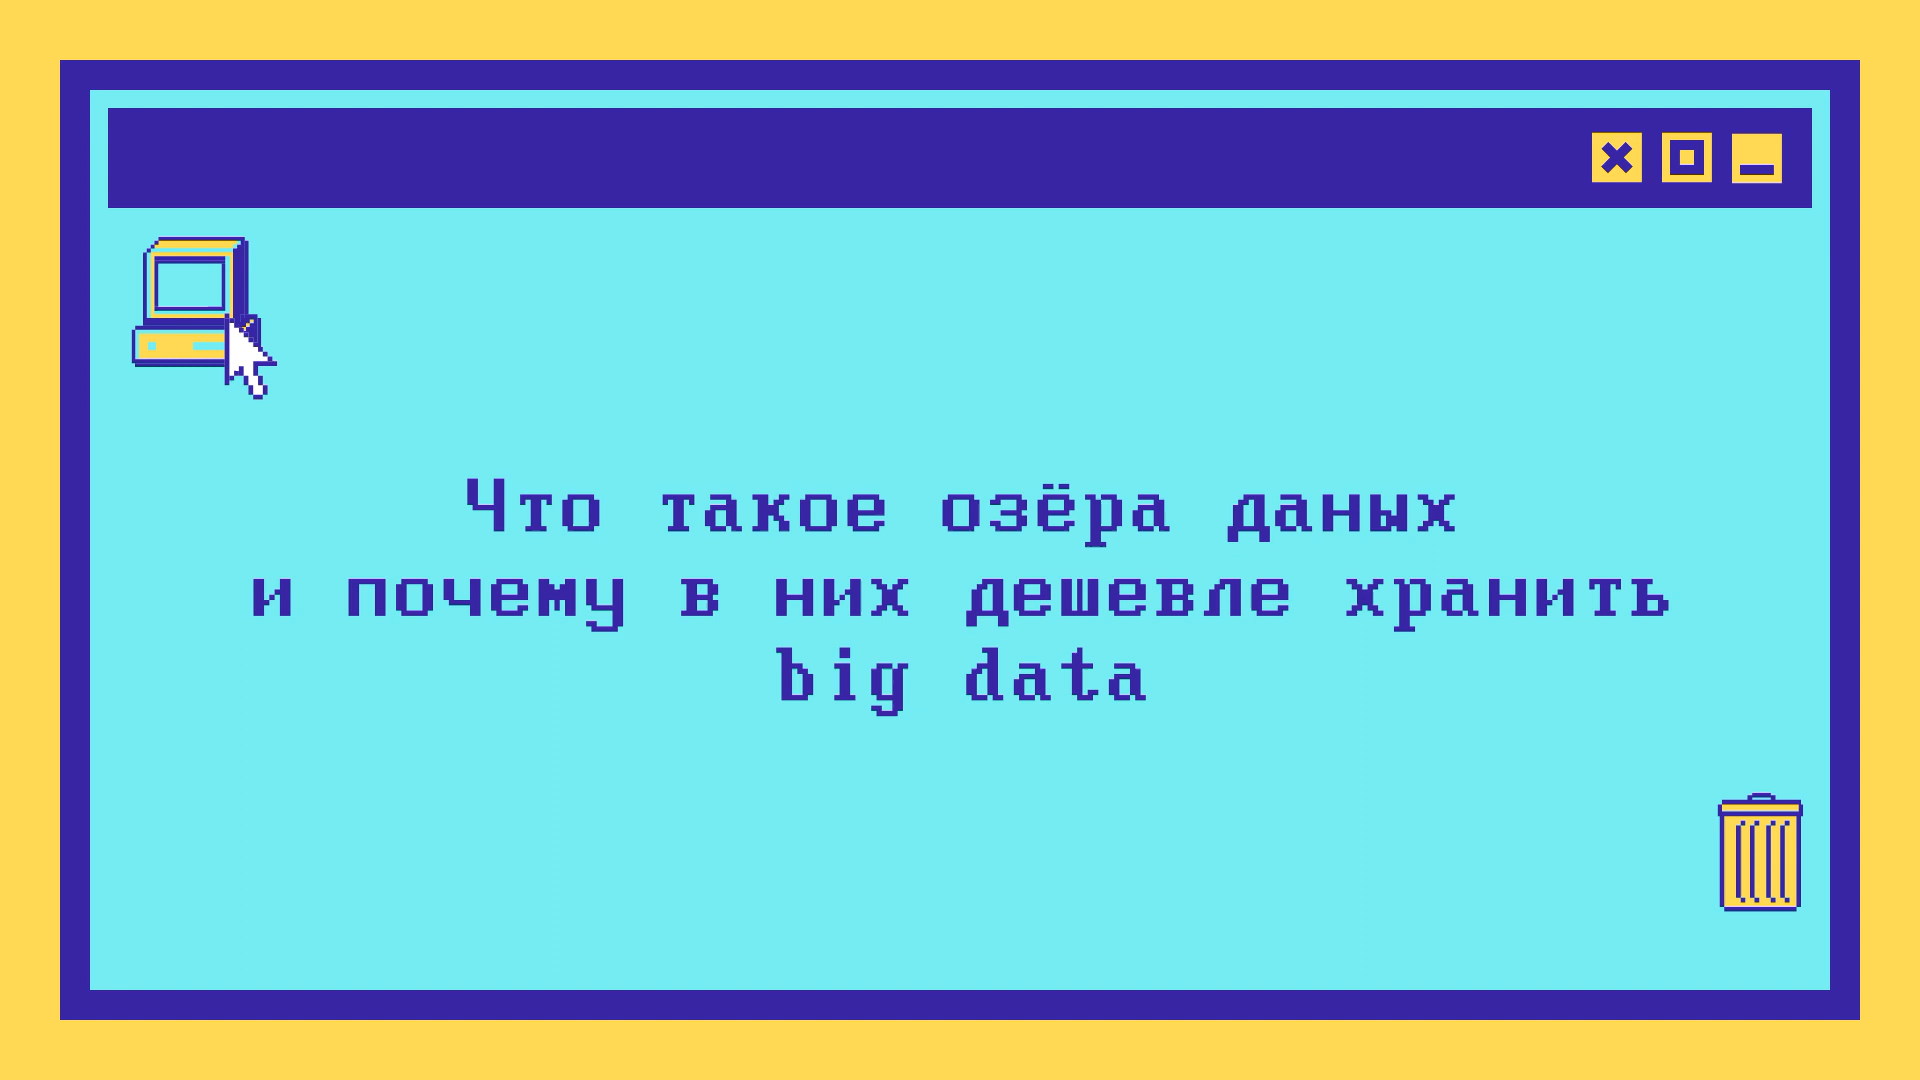 Что такое озёра даных
и почему в них дешевле хранить
big data